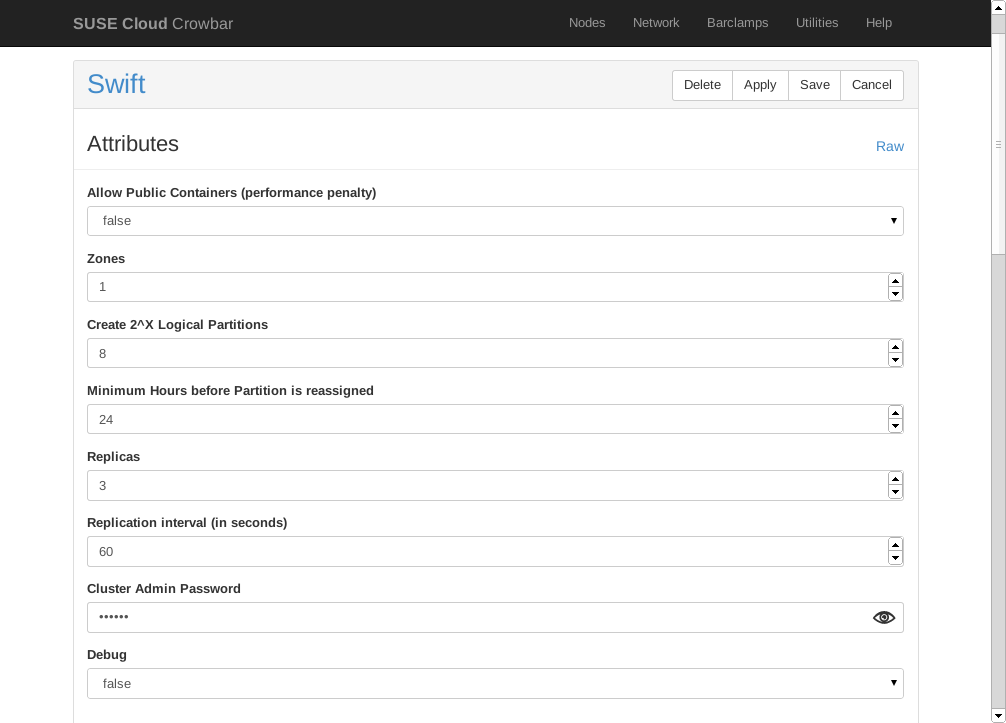 SUSE Cloud Crowbar Nodes Network Barclamps Utilities Help
Swift Delete Apply Save Cancel
Attributes Raw
Allow Public Containers (performance penalty)
false
Zones
1
Create 2^X Logical Partitions
8
Minimum Hours before Partition is reassigned
24
Replicas
3
Replication interval (in seconds)
60
Cluster Admin Password
••••••
Debug
false